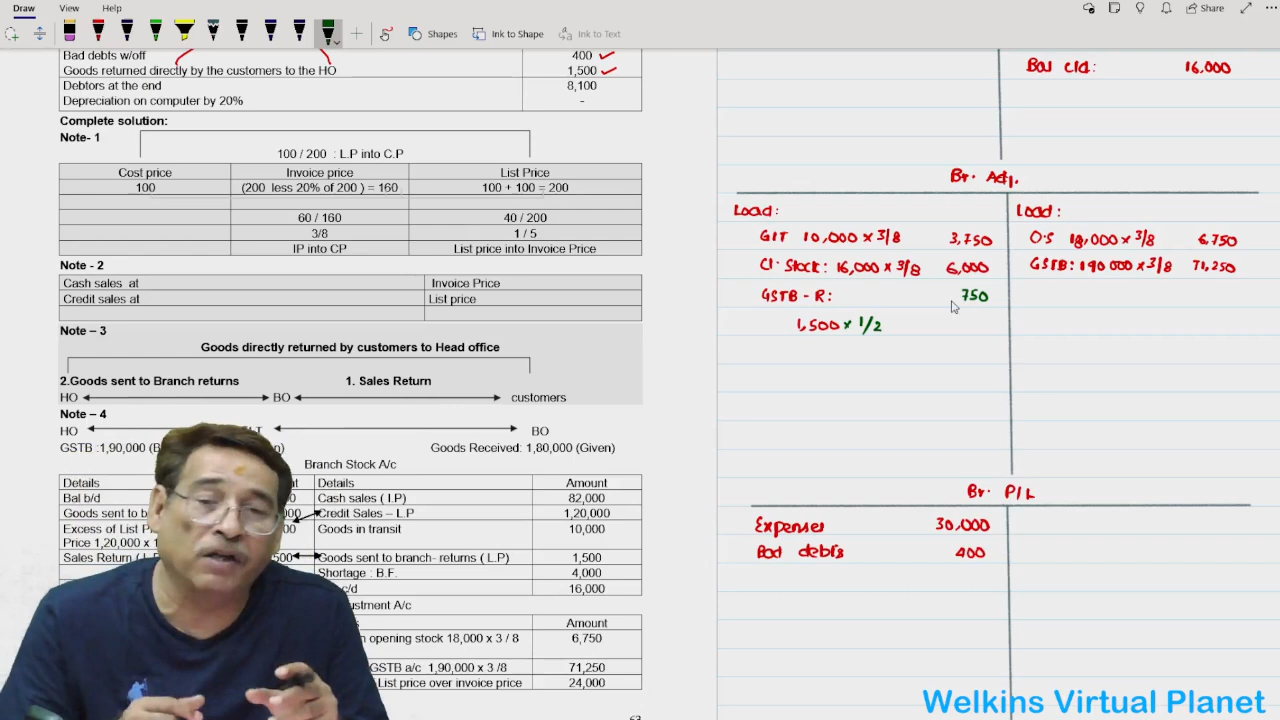 Draw View Help
Share
Shapes Ink to Shape Ink to Text
Bad debts w/off 400
Goods returned directly by the customers to the HO 1,500
Debtors at the end 8,100
Depreciation on computer by 20% -
Complete solution:
Note- 1
100 / 200 : L.P into C.P
Cost price Invoice price List Price
100 (200 less 20% of 200 ) = 160 100 + 100 = 200
60 / 160 40 / 200
3/8 1 / 5
IP into CP List price into Invoice Price
Note - 2
Cash sales at Invoice Price
Credit sales at List price
Note – 3
Goods directly returned by customers to Head office
2.Goods sent to Branch returns 1. Sales Return
HO BO customers
Note – 4
HO BO
GSTB :1,90,000 Goods Received: 1,80,000 (Given)
Branch Stock A/c
Details Details Amount
Bal b/d Cash sales ( I.P) 82,000
Goods sent to Credit Sales – L.P 1,20,000
Excess of List Goods in transit 10,000
Price 1,20,000 x
Sales Return Goods sent to branch- returns ( L.P) 1,500
Shortage : B.F. 4,000
c/d 16,000
A/c
Amount
opening stock 18,000 x 3 / 8 6,750
GSTB a/c 1,90,000 x 3 /8 71,250
List price over invoice price 24,000
63
Bal c/d: 16,000
Br. Adj.
Load: Load:
GIT 10,000 × 3/8 3,750 O.S 18,000 × 3/8 6,750
Cl. Stock: 16,000 × 3/8 6,000 GSTB: 190 000 × 3/8 71,250
GSTB - R: 750
1,500 × 1/2
Br. P/L
Expenses 30,000
Bad debts 400
Welkins Virtual Planet